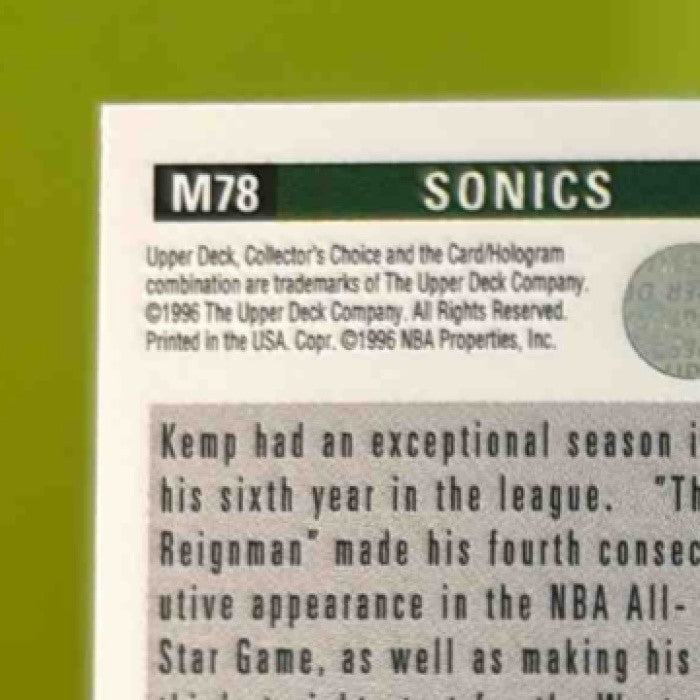 M78 SONICS
Upper Deck, Collector's Choice and the Card/Hologram
combination are trademarks of The Upper Deck Company.
©1996 The Upper Deck Company. All Rights Reserved.
Printed in the USA. Copr. ©1996 NBA Properties, Inc.
Kemp had an exceptional season
his sixth year in the league. "Th
Reignman" made his fourth consec
utive appearance in the NBA All-
Star Game, as well as making his